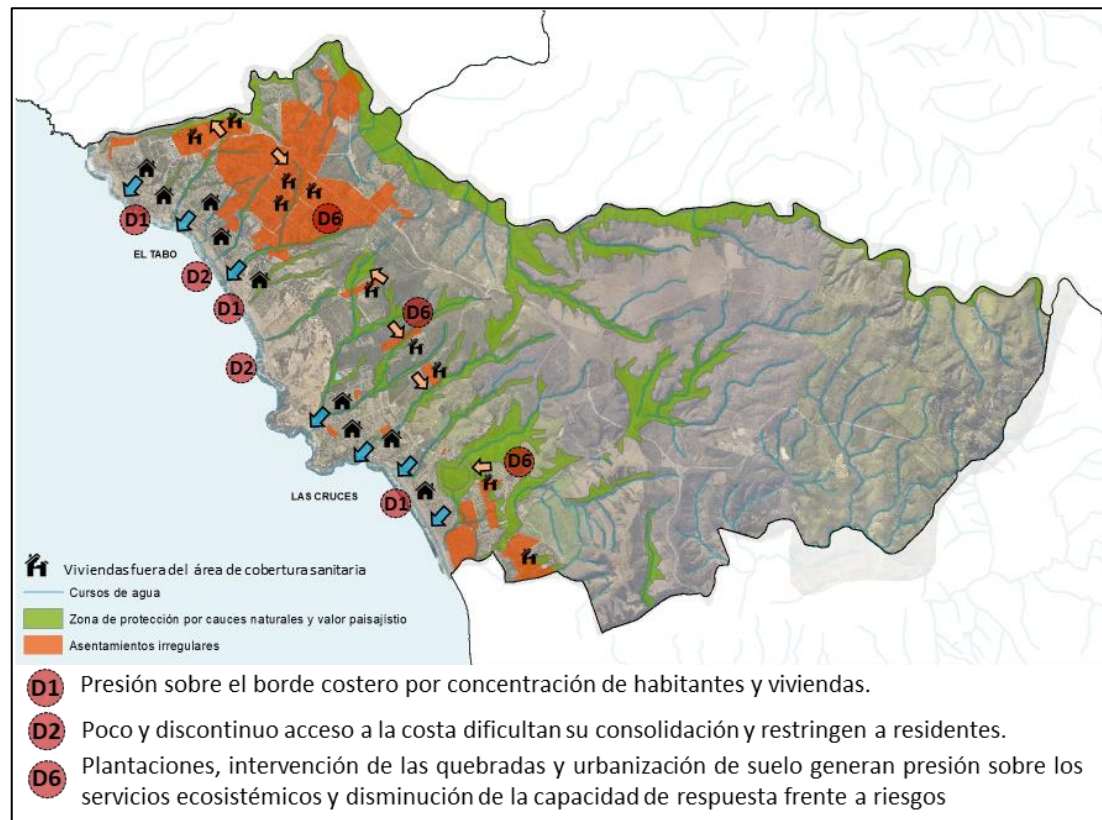 D6
D1
EL TABO
D2
D1
D6
D2
D6
LAS CRUCES
D1
Viviendas fuera del área de cobertura sanitaria
Cursos de agua
Zona de protección por cauces naturales y valor paisajístio
Asentamientos irregulares
D1 Presión sobre el borde costero por concentración de habitantes y viviendas.
D2 Poco y discontinuo acceso a la costa dificultan su consolidación y restringen a residentes.
D6 Plantaciones, intervención de las quebradas y urbanización de suelo generan presión sobre los
servicios ecosistémicos y disminución de la capacidad de respuesta frente a riesgos